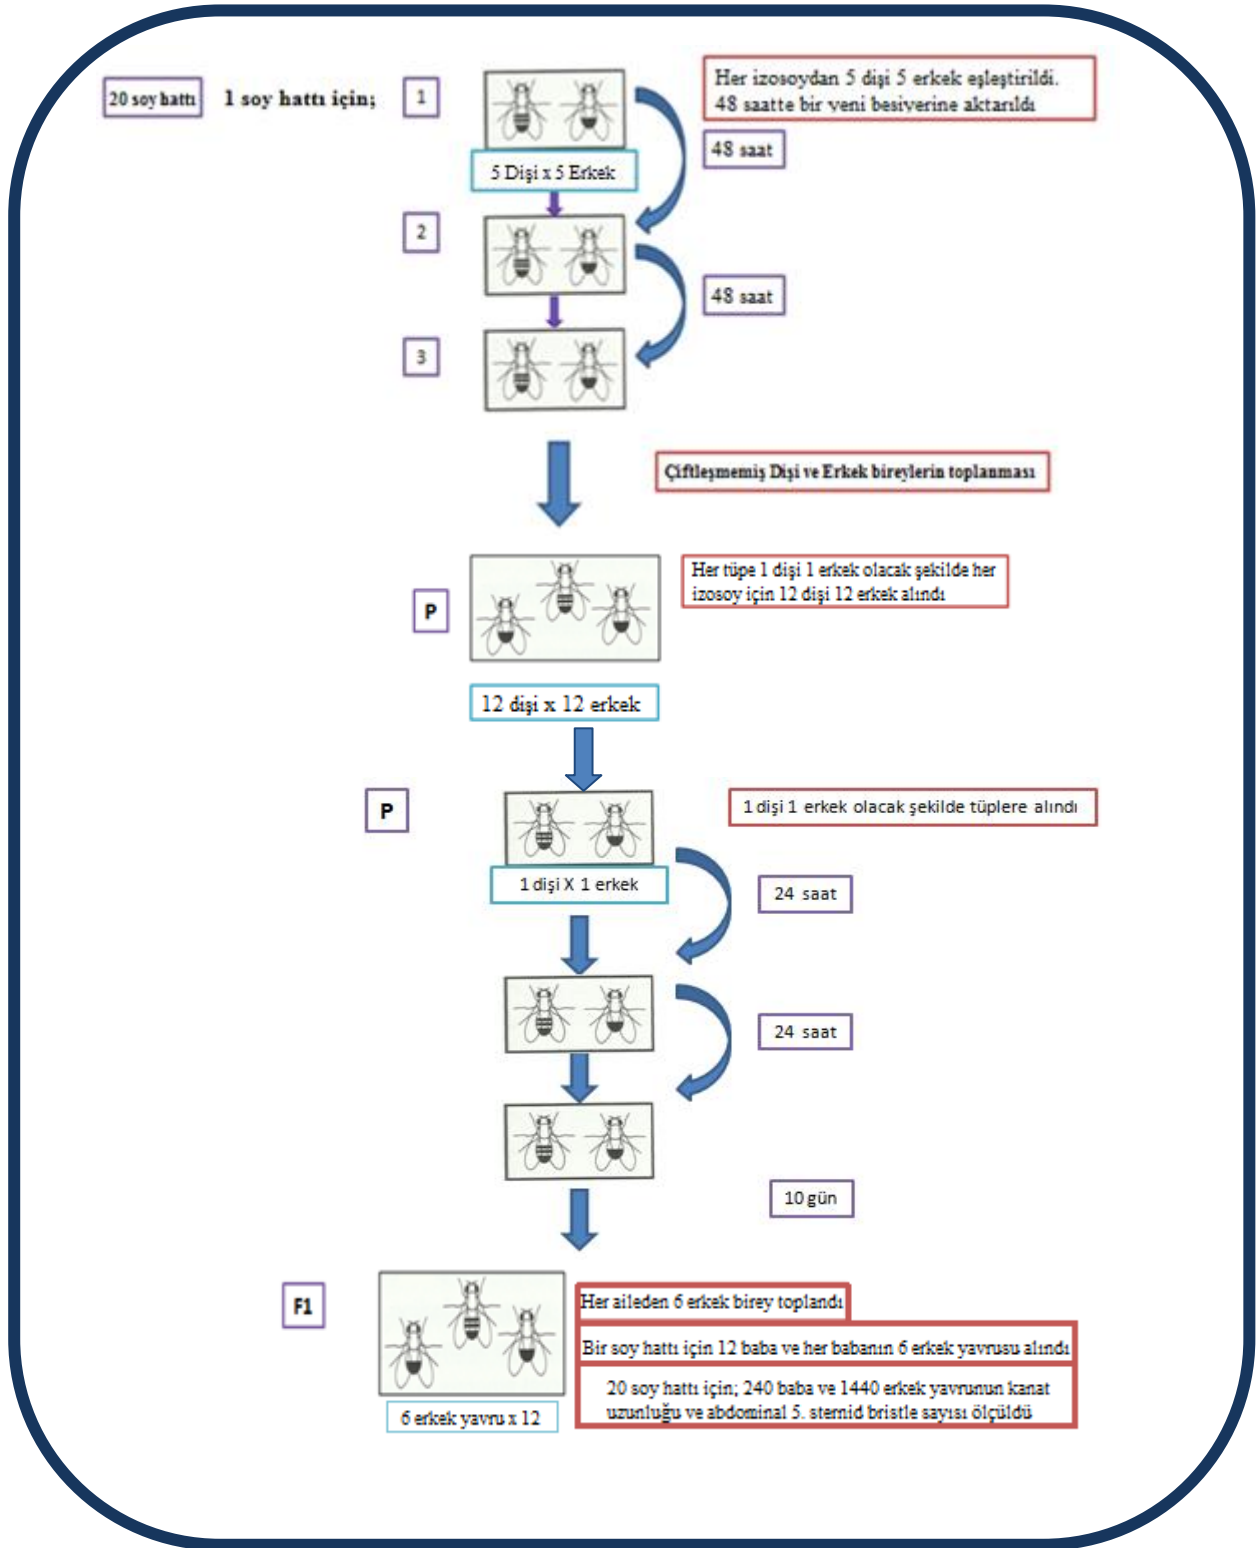 20 soy hattı
1 soy hattı için;
1
Her izosoydan 5 dişi 5 erkek eşleştirildi.
48 saatte bir yeni besiyerine aktarıldı
48 saat
5 Dişi x 5 Erkek
2
48 saat
3
Çiftleşmemiş Dişi ve Erkek bireylerin toplanması
Her tüpe 1 dişi 1 erkek olacak şekilde her
izosoy için 12 dişi 12 erkek alındı
P
12 dişi x 12 erkek
P
1 dişi 1 erkek olacak şekilde tüplere alındı
1 dişi X 1 erkek
24 saat
24 saat
10 gün
F1
Her aileden 6 erkek birey toplandı
Bir soy hattı için 12 baba ve her babanın 6 erkek yavrusu alındı
20 soy hattı için; 240 baba ve 1440 erkek yavrunun kanat
uzunluğu ve abdominal 5. sternid bristle sayısı ölçüldü
6 erkek yavru x 12